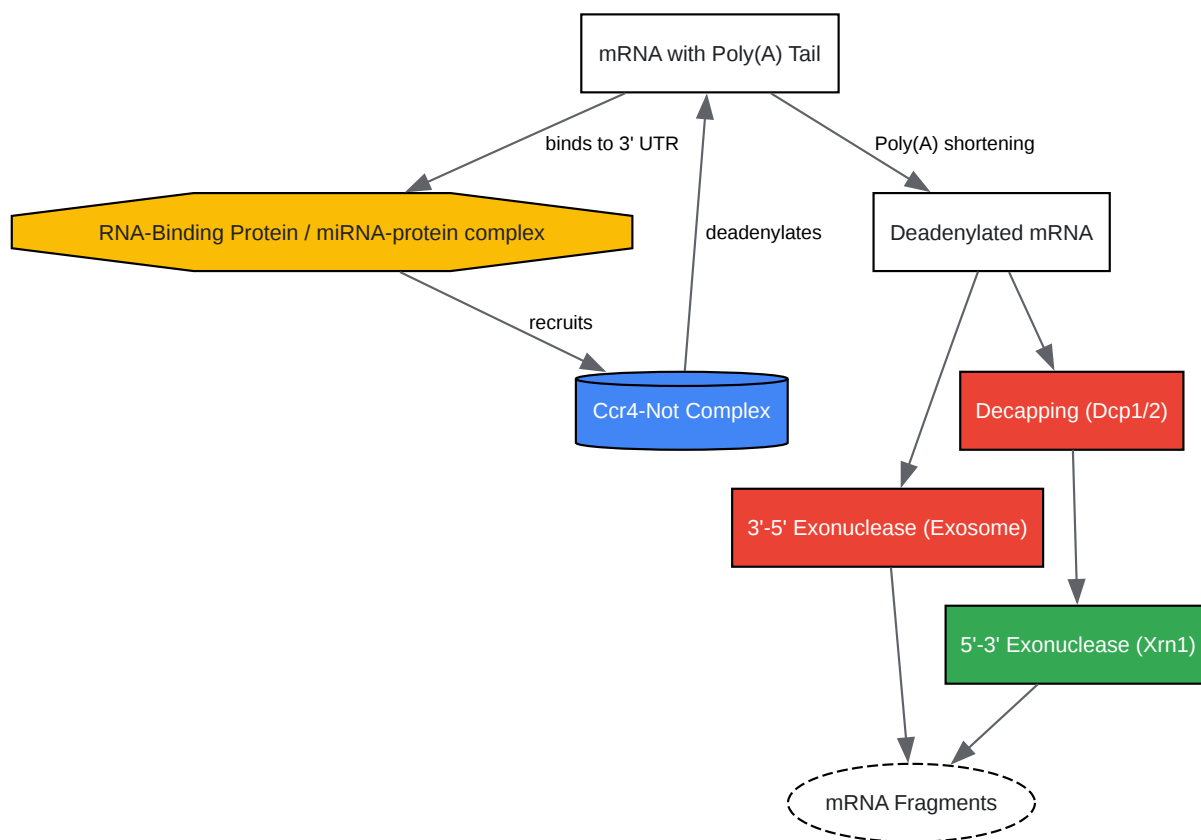 mRNA with Poly(A) Tail
binds to 3' UTR
Poly(A) shortening
RNA-Binding Protein / miRNA-protein complex
deadenylates
Deadenylated mRNA
recruits
Ccr4-Not Complex
Decapping (Dcp1/2)
3'-5' Exonuclease (Exosome)
5'-3' Exonuclease (Xrn1)
mRNA Fragments